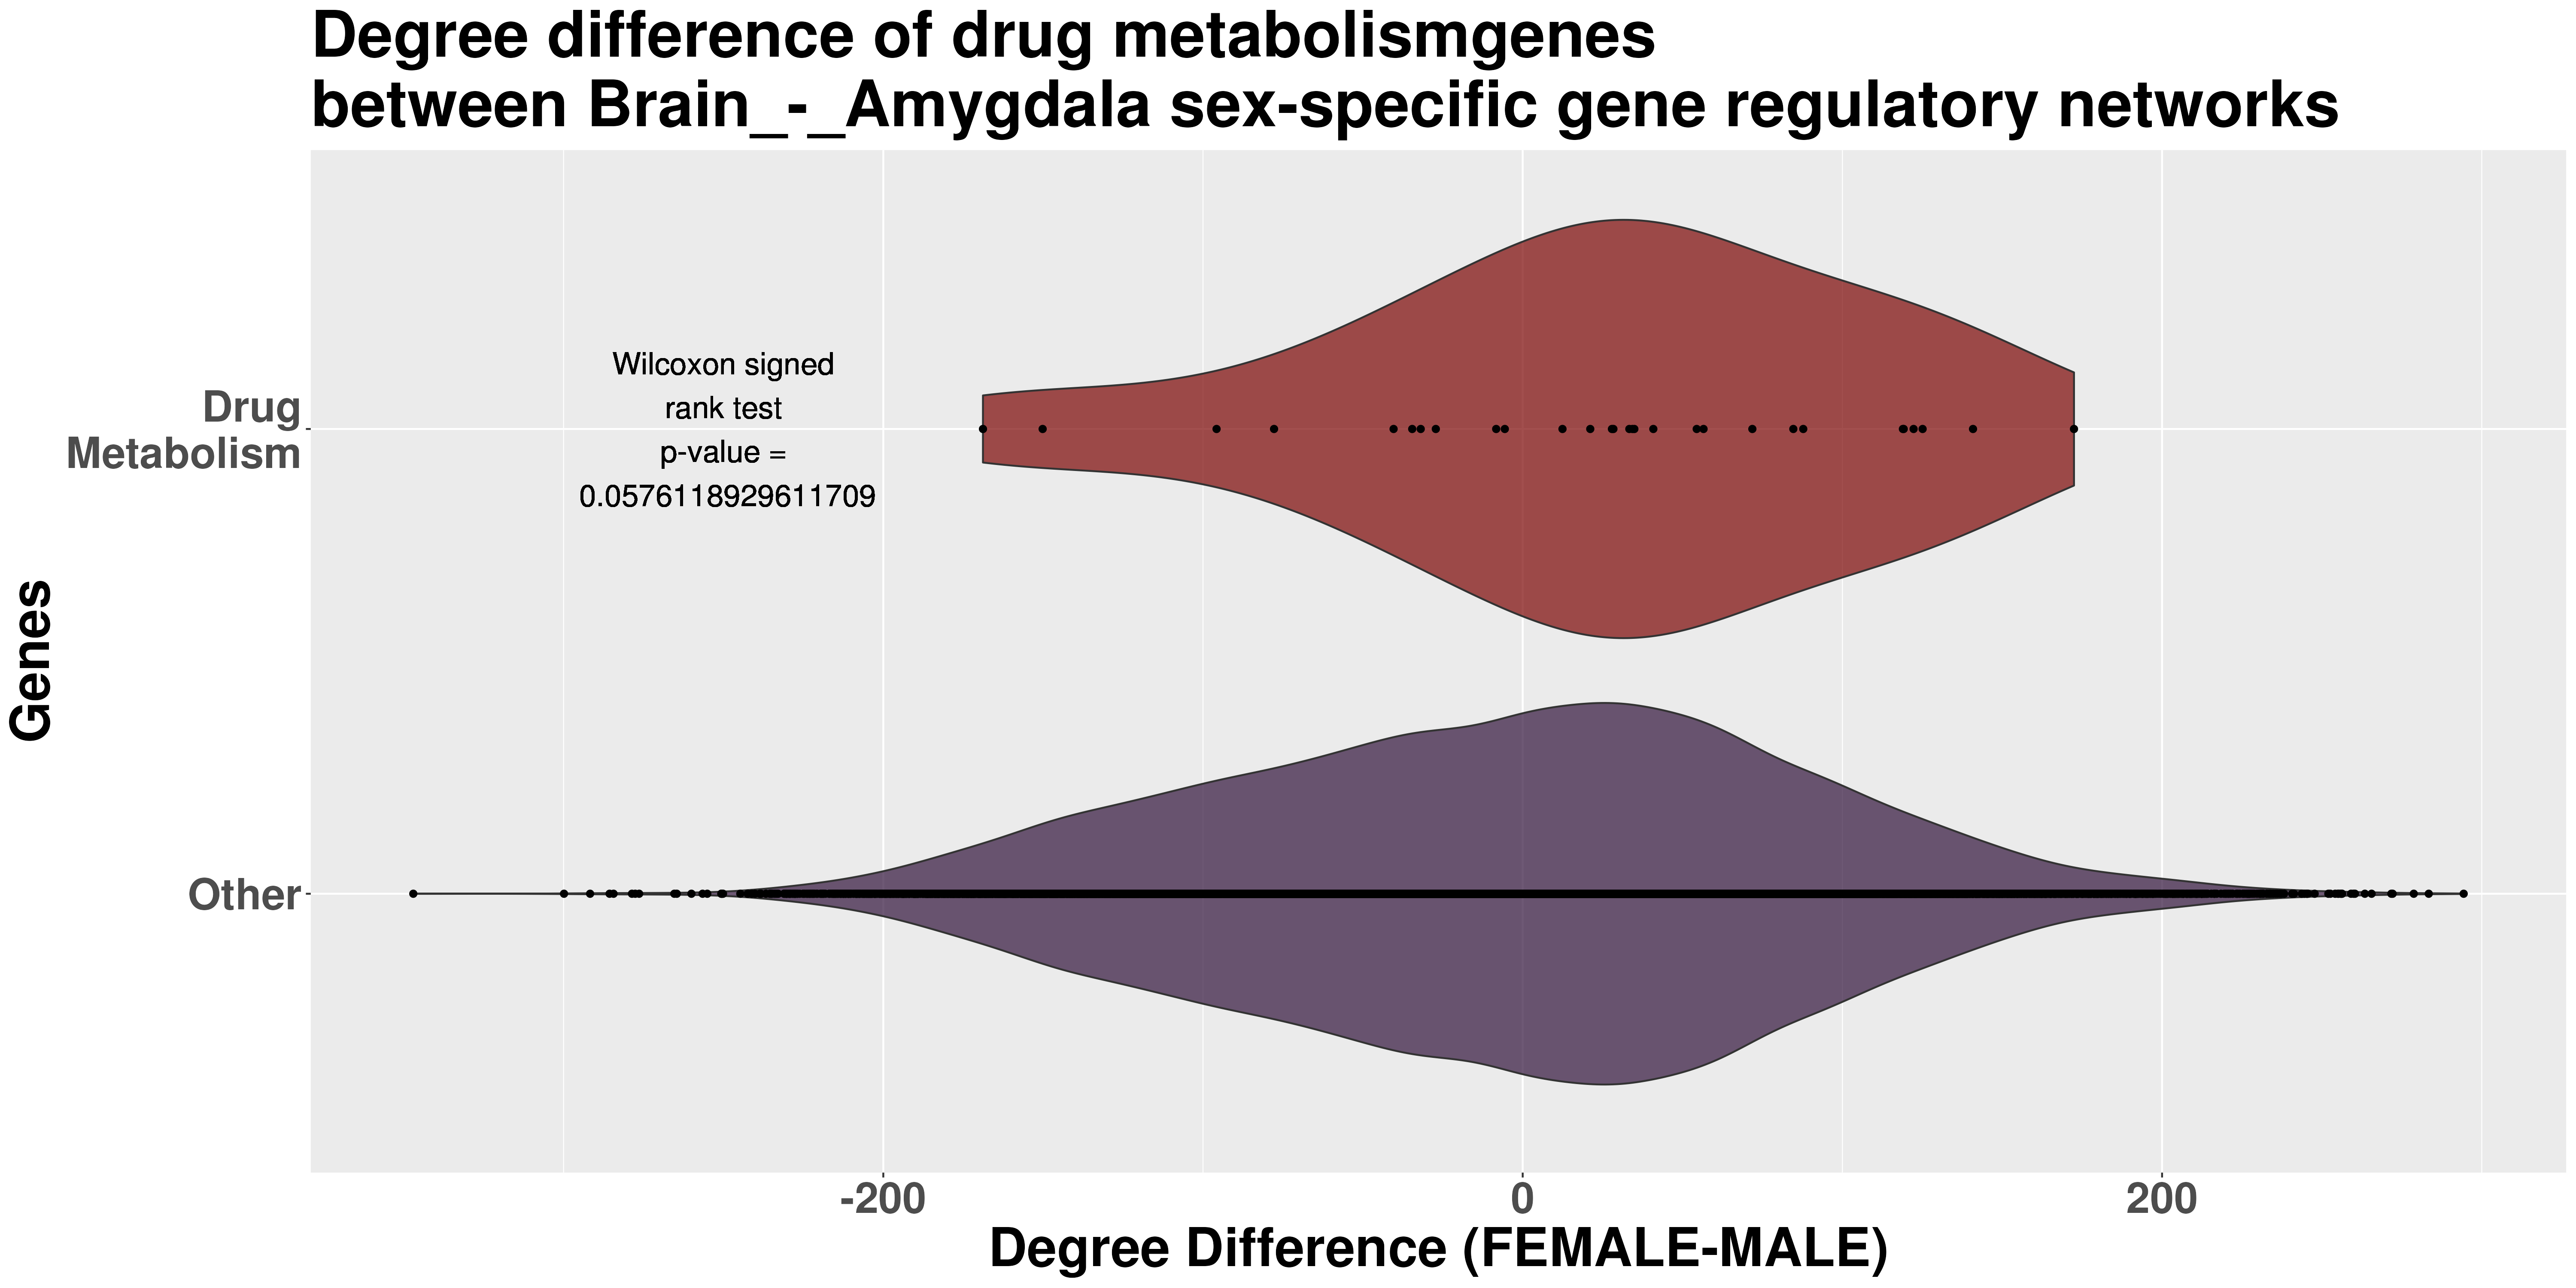 Degree difference of drug metabolismgenes
between Brain_-_Amygdala sex-specific gene regulatory networks
Wilcoxon signed
rank test
p-value =
0.0576118929611709
Drug
Metabolism
Other
Genes
-200
0
200
Degree Difference (FEMALE-MALE)